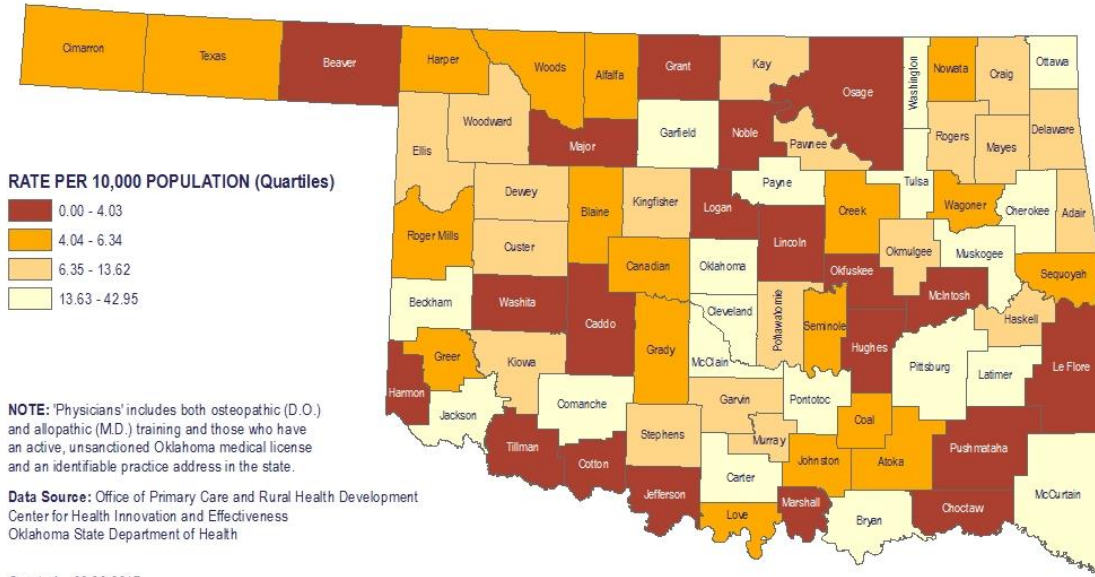 Cimarron
Texas
Beaver
Harper
Woods
Alfalfa
Grant
Kay
Osage
Washington
Nowata
Craig
Ottawa
Woodward
Major
Garfield
Noble
Pawnee
Rogers
Mayes
Delaware
Ellis
Dewey
Blaine
Kingfisher
Logan
Payne
Creek
Tulsa
Wagoner
Cherokee
Adair
RATE PER 10,000 POPULATION (Quartiles)
0.00 - 4.03
4.04 - 6.34
6.35 - 13.62
13.63 - 42.95
Roger Mills
Custer
Canadian
Oklahoma
Lincoln
Okmulgee
Muskogee
Okfuskee
McIntosh
Sequoyah
Beckham
Washita
Caddo
Grady
Cleveland
McClain
Pottawatomie
Seminole
Hughes
Pittsburg
Haskell
Latimer
Le Flore
Harmon
Greer
Kiowa
Jackson
Comanche
Stephens
Garvin
Murray
Pontotoc
Coal
Pushmataha
Tillman
Cotton
Jefferson
Carter
Johnston
Atoka
Love
Marshall
Bryan
Choctaw
McCurtain
NOTE: 'Physicians' includes both osteopathic (D.O.)
and allopathic (M.D.) training and those who have
an active, unsanctioned Oklahoma medical license
and an identifiable practice address in the state.
Data Source: Office of Primary Care and Rural Health Development
Center for Health Innovation and Effectiveness
Oklahoma State Department of Health